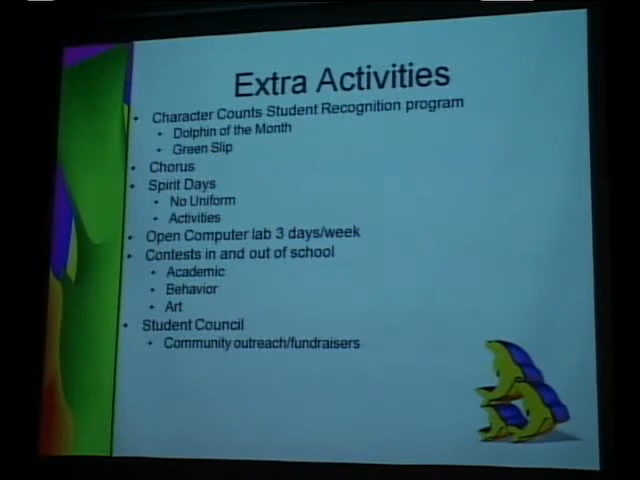 Extra Activities
• Character Counts Student Recognition program
• Dolphin of the Month
• Green Slip
• Chorus
• Spirit Days
• No Uniform
• Activities
• Open Computer lab 3 days/week
• Contests in and out of school
• Academic
• Behavior
• Art
• Student Council
• Community outreach/fundraisers